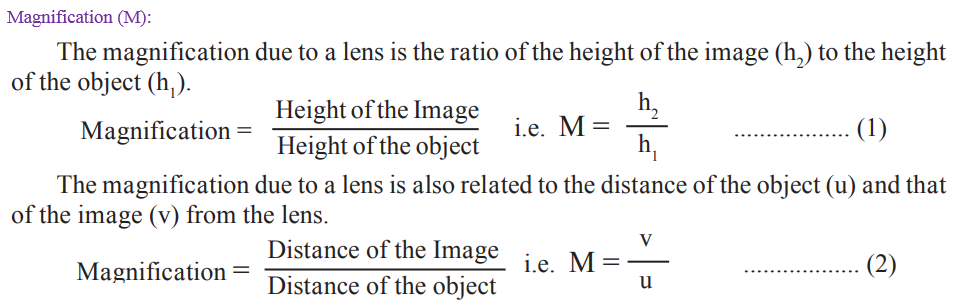 Magnification (M):
The magnification due to a lens is the ratio of the height of the image (h₂) to the height
of the object (h₁).
Magnification = Height of the Image / Height of the object i.e. M = h₂ / h₁ .................. (1)
The magnification due to a lens is also related to the distance of the object (u) and that
of the image (v) from the lens.
Magnification = Distance of the Image / Distance of the object i.e. M = v / u .................. (2)